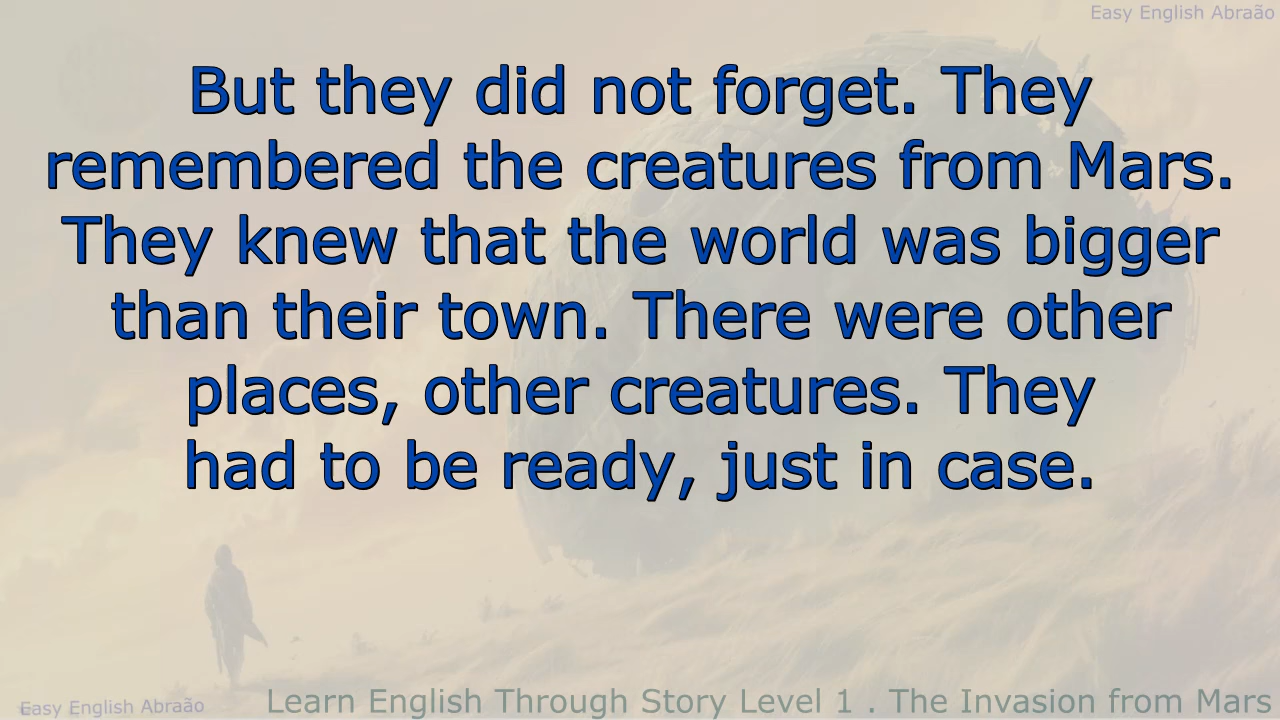 Easy English Abraão
But they did not forget. They
remembered the creatures from Mars.
They knew that the world was bigger
than their town. There were other
places, other creatures. They
had to be ready, just in case.
Easy English Abraão
Learn English Through Story Level 1 . The Invasion from Mars